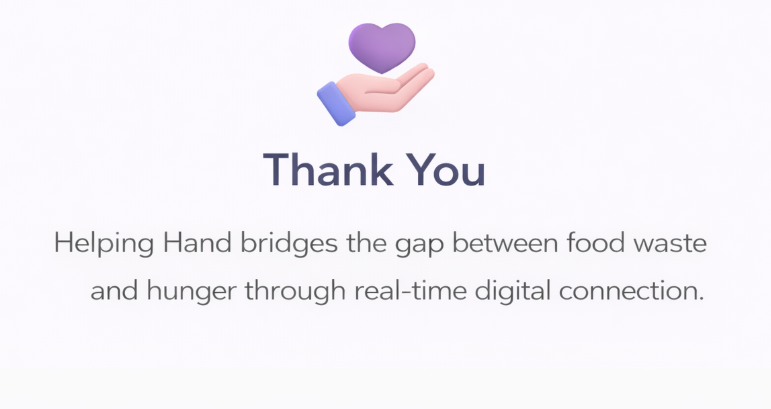 Thank You
Helping Hand bridges the gap between food waste
and hunger through real-time digital connection.